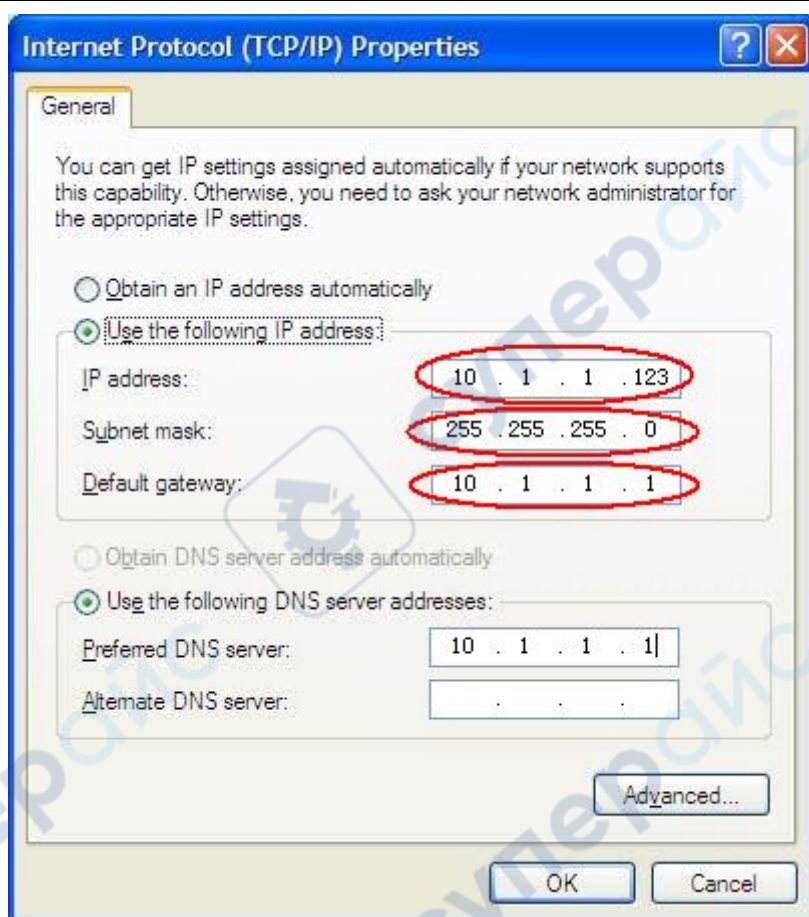 Internet Protocol (TCP/IP) Properties
General
You can get IP settings assigned automatically if your network supports
this capability. Otherwise, you need to ask your network administrator for
the appropriate IP settings.
Obtain an IP address automatically
Use the following IP address:
IP address: 10 . 1 . 1 . 123
Subnet mask: 255 . 255 . 255 . 0
Default gateway: 10 . 1 . 1 . 1
Obtain DNS server address automatically
Use the following DNS server addresses:
Preferred DNS server: 10 . 1 . 1 . 1
Alternate DNS server: . . .
Advanced...
OK Cancel
суперайс